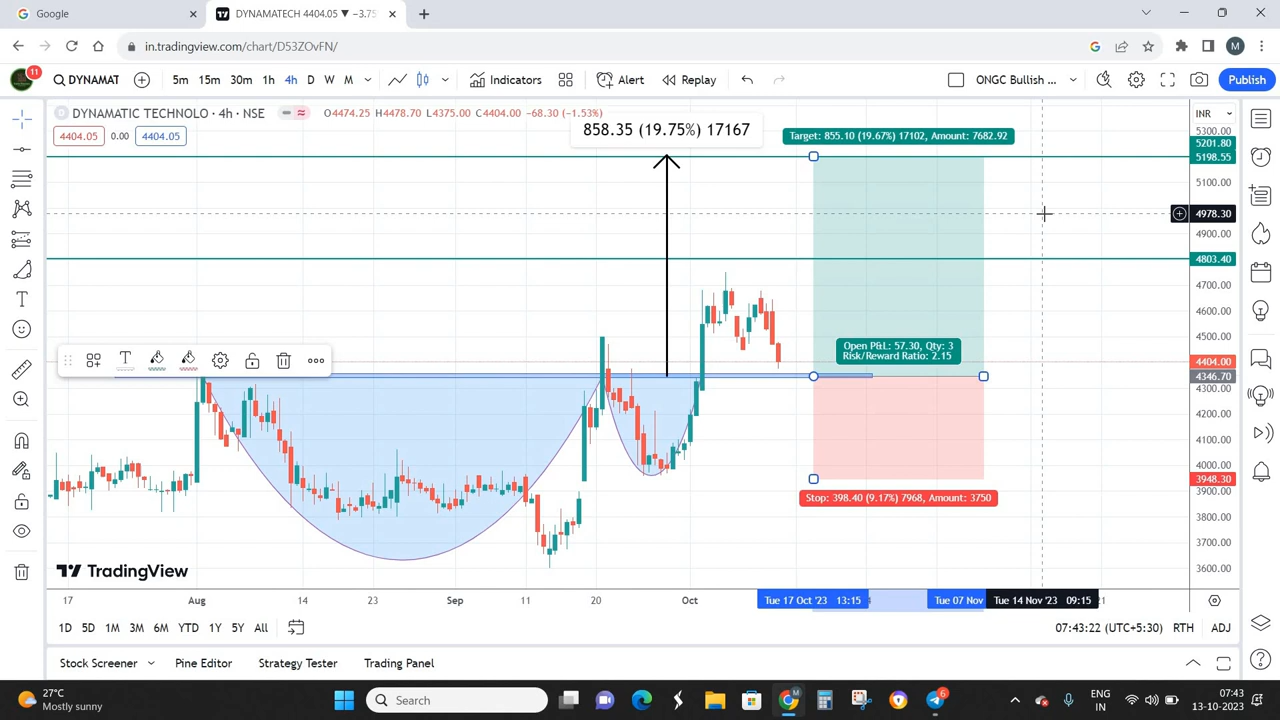 Google
DYNAMATECH 4404.05 ▼ −3.75
in.tradingview.com/chart/D53ZOvFN/
M
11
DYNAMAT
5m 15m 30m 1h 4h D W M
Indicators
Alert
Replay
ONGC Bullish ...
Publish
D
DYNAMATIC TECHNOLO · 4h · NSE
O4474.25 H4478.70 L4375.00 C4404.00 −68.30 (−1.53%)
INR
4404.05 0.00 4404.05
858.35 (19.75%) 17167
Target: 855.10 (19.67%) 17102, Amount: 7682.92
5300.00
5201.80
5198.55
5100.00
4978.30
4900.00
4803.40
4700.00
4600.00
4500.00
Open P&L: 57.30, Qty: 3
Risk/Reward Ratio: 2.15
4404.00
4346.70
4300.00
4200.00
4100.00
4000.00
3948.30
3900.00
3800.00
3700.00
3600.00
Stop: 398.40 (9.17%) 7968, Amount: 3750
TradingView
17 Aug 14 23 Sep 11 20 Oct
Tue 17 Oct '23 13:15
Tue 07 Nov
Tue 14 Nov '23 09:15
1D 5D 1M 3M 6M YTD 1Y 5Y All
07:43:22 (UTC+5:30) RTH ADJ
Stock Screener
Pine Editor
Strategy Tester
Trading Panel
27°C
Mostly sunny
Search
6
ENG
IN
07:43
13-10-2023